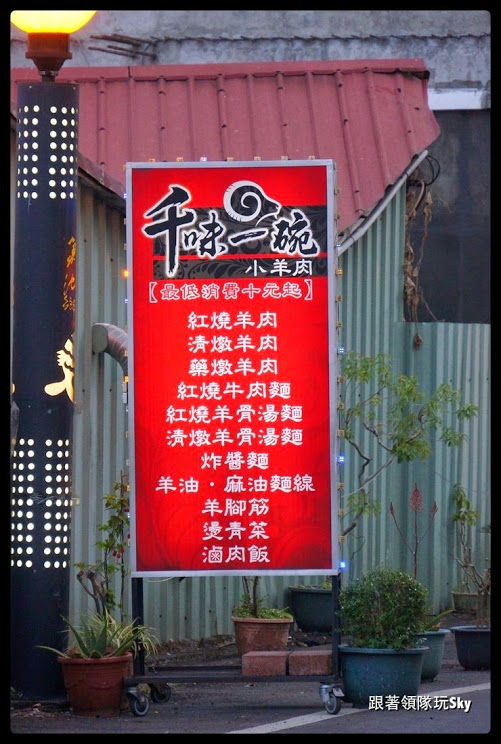 千味一碗
小羊肉
【最低消費十元起】
紅燒羊肉
清燉羊肉
藥燉羊肉
紅燒牛肉麵
紅燒羊骨湯麵
清燉羊骨湯麵
炸醬麵
羊油・麻油麵線
羊腳筋
燙青菜
滷肉飯
跟著領隊玩Sky